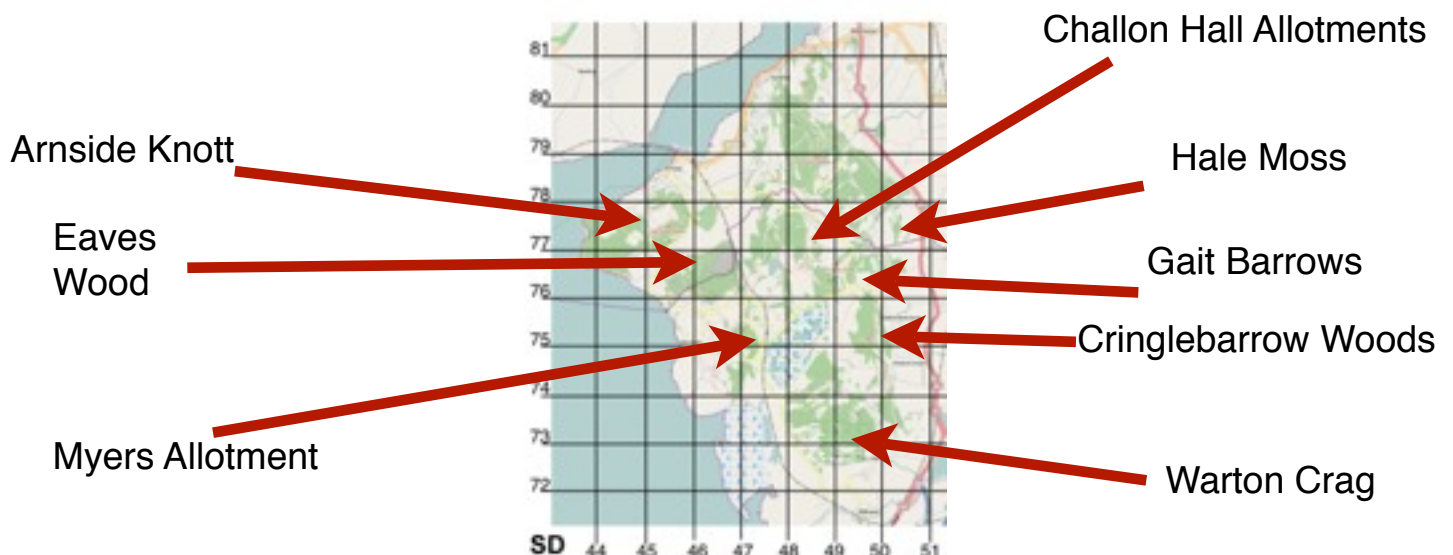 Challon Hall Allotments
Arnside Knott
Hale Moss
Eaves
Wood
Gait Barrows
Cringlebarrow Woods
Myers Allotment
Warton Crag
81
80
79
78
77
76
75
74
73
72
SD 44 45 46 47 48 49 50 51